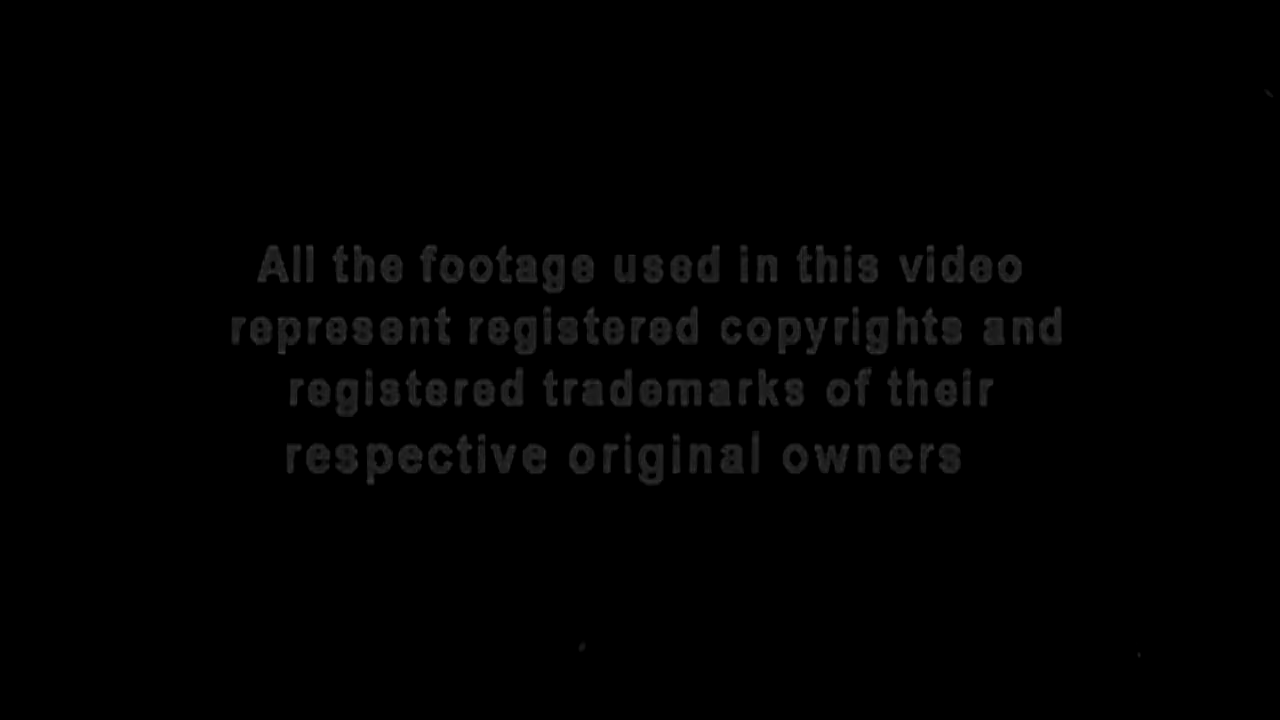 All the footage used in this video
represent registered copyrights and
registered trademarks of their
respective original owners